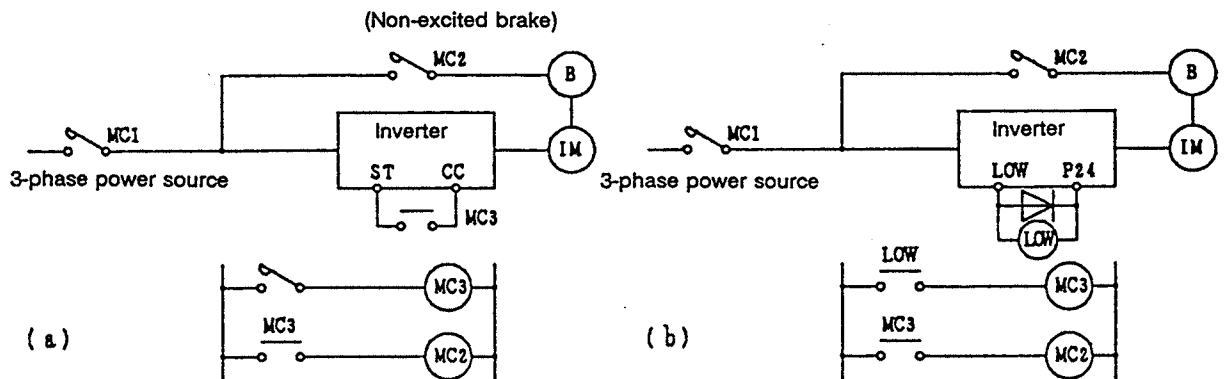 (Non-excited brake)
MC2
B
MC1
Inverter
IM
ST CC
3-phase power source
MC3
MC3
MC3
MC2
(a)
MC2
B
MC1
Inverter
IM
LOW P24
3-phase power source
LOW
LOW
MC3
MC3
MC2
(b)